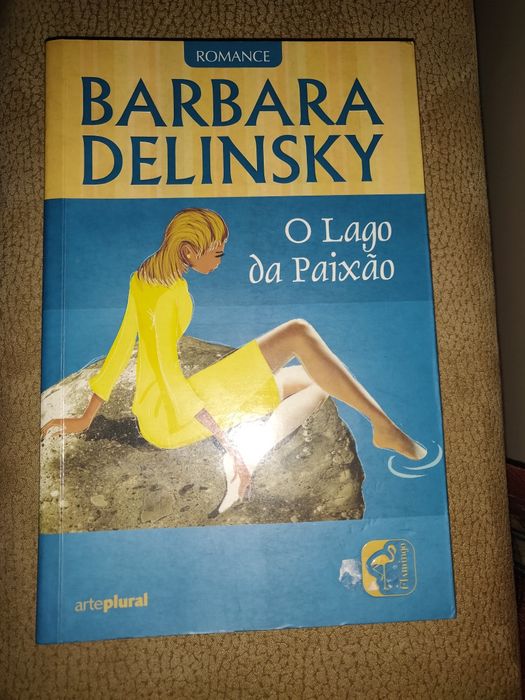 ROMANCE
BARBARA
DELINSKY
O Lago
da Paixão
arteplural
Flamingo